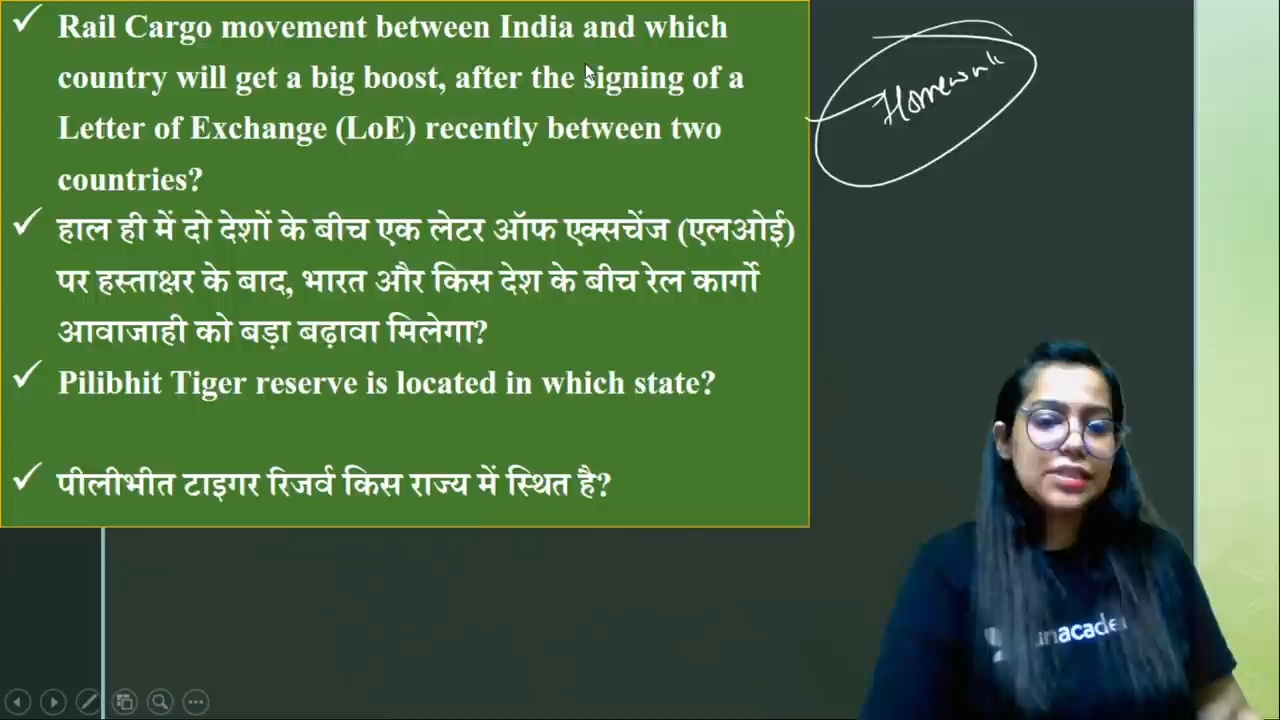 Rail Cargo movement between India and which
country will get a big boost, after the signing of a
Letter of Exchange (LoE) recently between two
countries?
हाल ही में दो देशों के बीच एक लेटर ऑफ एक्सचेंज (एलओई)
पर हस्ताक्षर के बाद, भारत और किस देश के बीच रेल कार्गो
आवाजाही को बड़ा बढ़ावा मिलेगा?
Pilibhit Tiger reserve is located in which state?
पीलीभीत टाइगर रिजर्व किस राज्य में स्थित है?
Homework
unacade